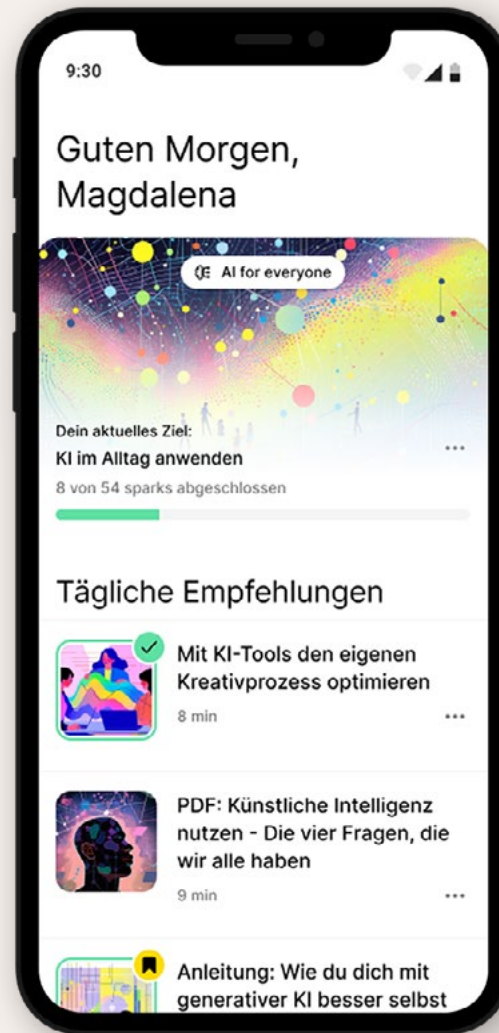 9:30
Guten Morgen,
Magdalena
AI for everyone
Dein aktuelles Ziel:
KI im Alltag anwenden
8 von 54 sparks abgeschlossen
Tägliche Empfehlungen
Mit KI-Tools den eigenen
Kreativprozess optimieren
8 min
PDF: Künstliche Intelligenz
nutzen - Die vier Fragen, die
wir alle haben
9 min
Anleitung: Wie du dich mit
generativer KI besser selbst